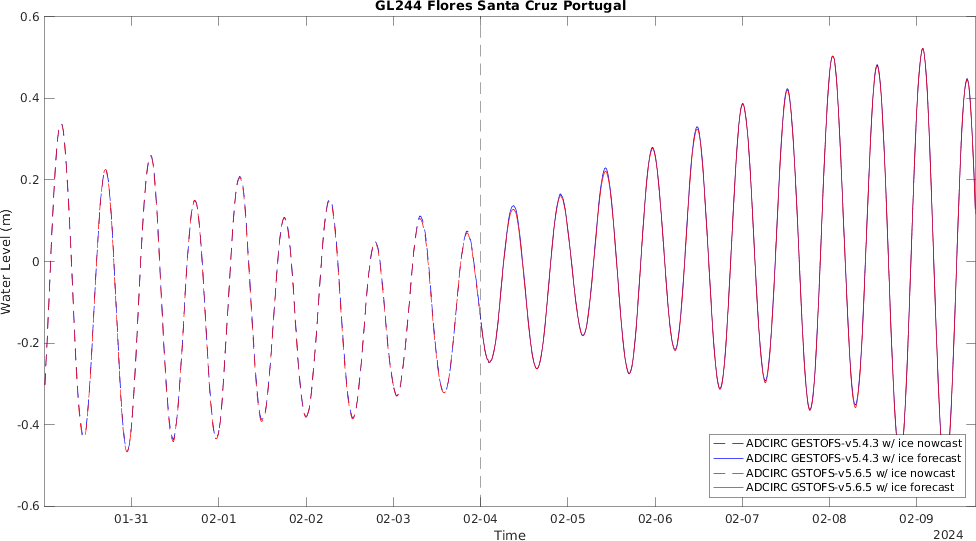 GL244 Flores Santa Cruz Portugal
0.6
0.4
0.2
0
-0.2
-0.4
-0.6
Water Level (m)
01-31
02-01
02-02
02-03
02-04
02-05
02-06
02-07
02-08
02-09
Time
2024
ADCIRC GESTOFS-v5.4.3 w/ ice nowcast
ADCIRC GESTOFS-v5.4.3 w/ ice forecast
ADCIRC GSTOFS-v5.6.5 w/ ice nowcast
ADCIRC GSTOFS-v5.6.5 w/ ice forecast